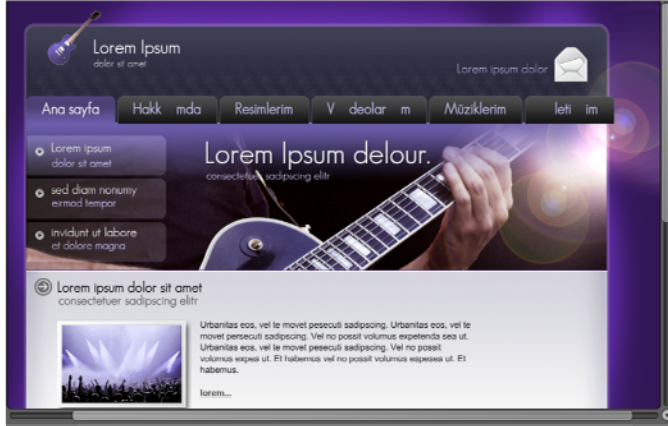 Lorem Ipsum
dolor sit amet
Lorem ipsum dolor
Ana sayfa Hakk mda Resimlerim V deolar m Müziklerim leti im
Lorem ipsum
dolor sit amet
sed diam nonumy
eirmod tempor
invidunt ut labore
et dolore magna
Lorem Ipsum delour.
consectetuer sadipscing elitr
Lorem ipsum dolor sit amet
consectetuer sadipscing elitr
Urbanitas eos, vel te movet pesecuti sadipscing. Urbanitas eos, vel te
movet persecuti sadipscing. Vel no possit volumus expetenda sea ut.
Urbanitas eos, vel te movet pesecuti sadipscing. Vel no possit
volumus expea ut. Et habemus vel no possit volumus espesea ut. Et
habemus.
lorem...